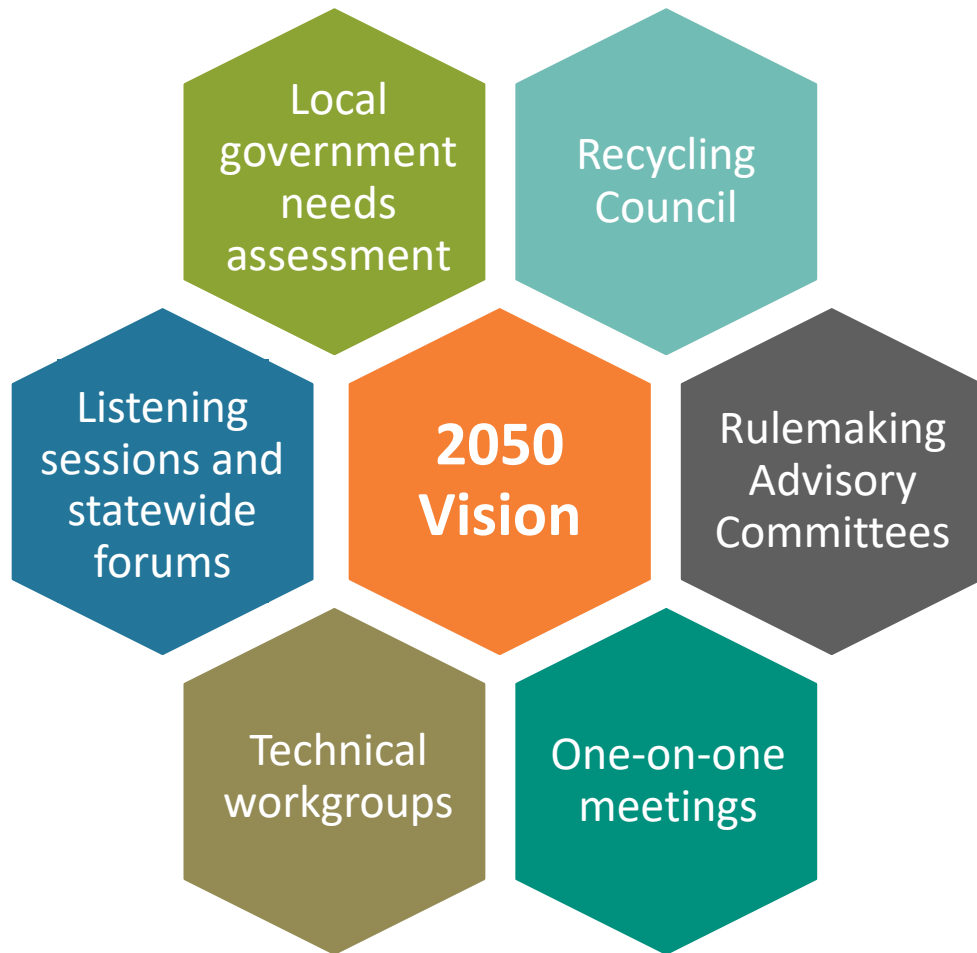 Local
government
needs
assessment
Recycling
Council
Listening
sessions and
statewide
forums
2050
Vision
Rulemaking
Advisory
Committees
Technical
workgroups
One-on-one
meetings